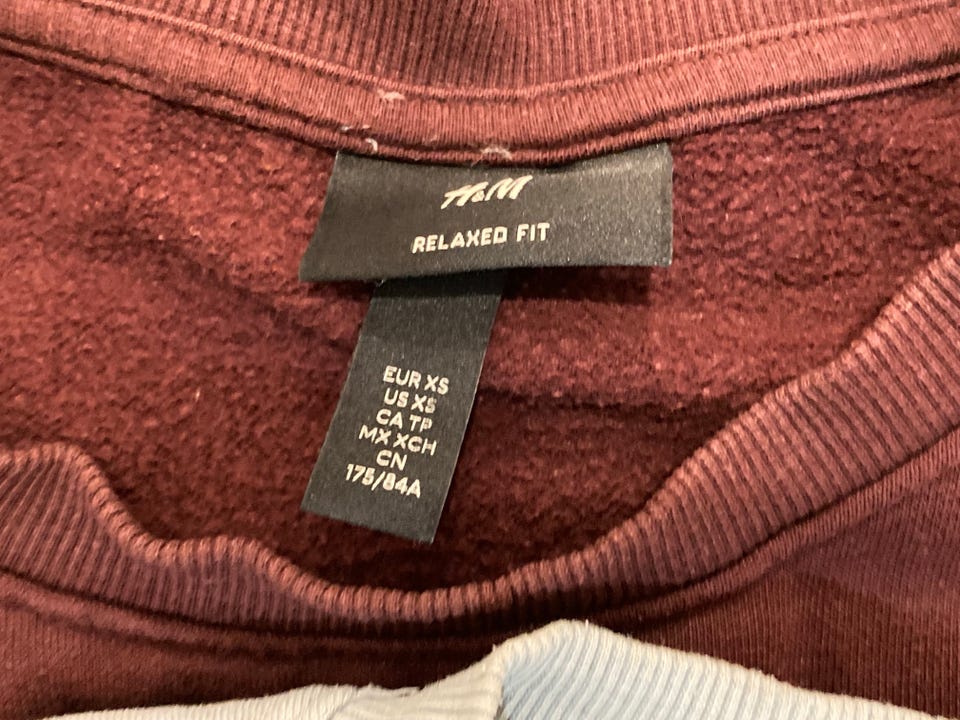 H&M
RELAXED FIT
EUR XS
US XS
CA TP
MX XCH
CN
175/84A